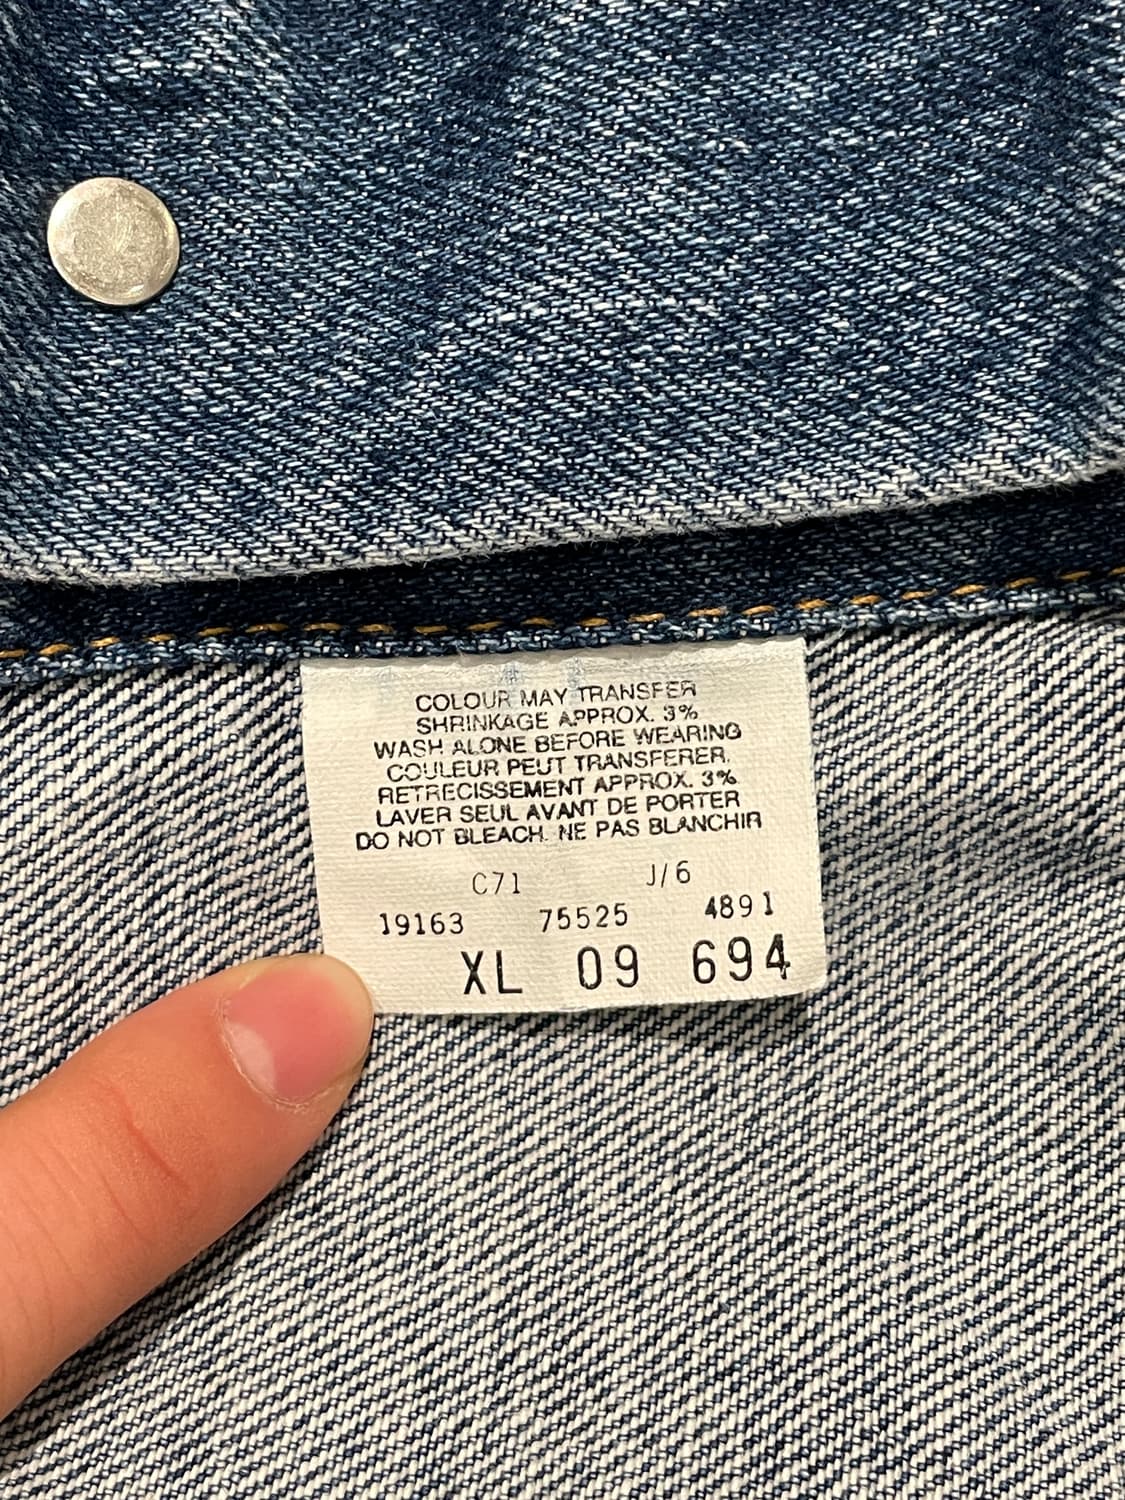 COLOUR MAY TRANSFER
SHRINKAGE APPROX. 3%
WASH ALONE BEFORE WEARING
COULEUR PEUT TRANSFERER.
RETRECISSEMENT APPROX. 3%
LAVER SEUL AVANT DE PORTER
DO NOT BLEACH. NE PAS BLANCHIR
C71 J/6
19163 75525 4891
XL 09 694